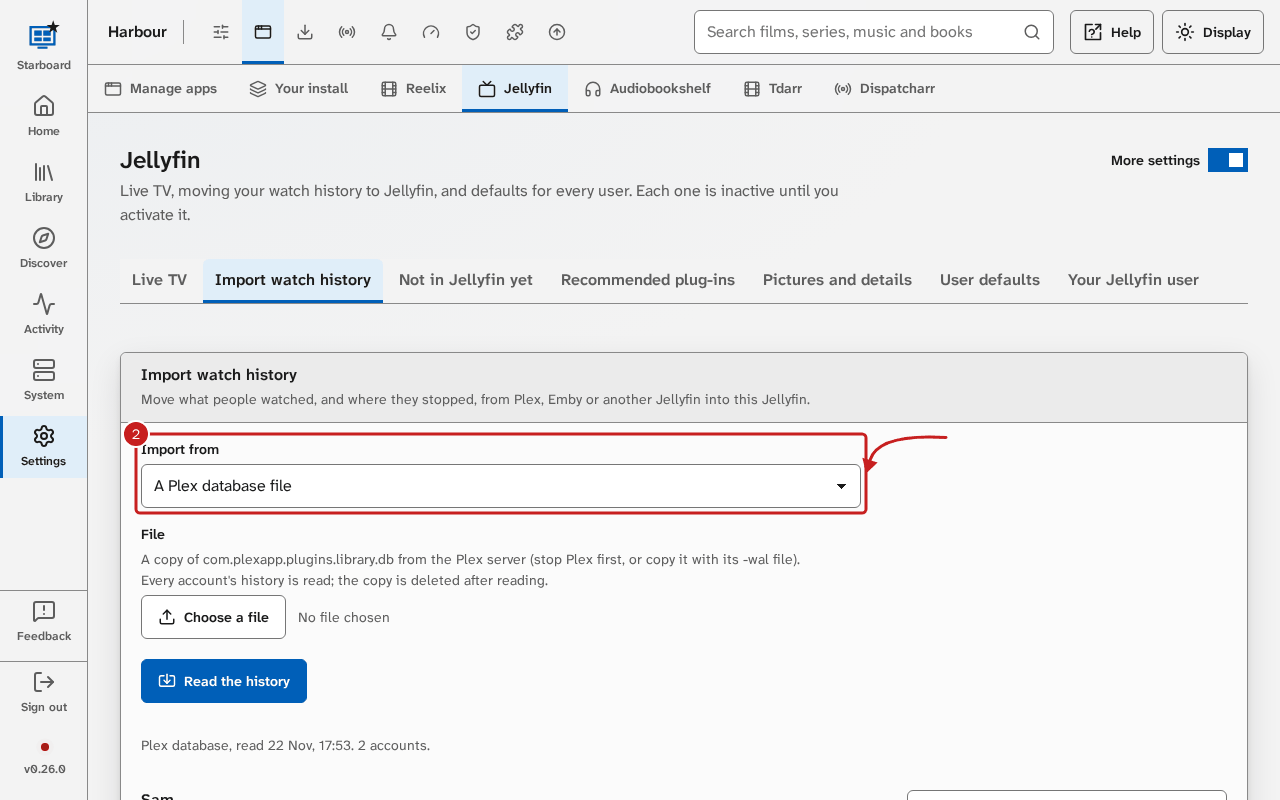 Starboard
Home
Library
Discover
Activity
System
Settings
Feedback
Sign out
v0.26.0
Harbour
Search films, series, music and books
Help
Display
Manage apps
Your install
Reelix
Jellyfin
Audiobookshelf
Tdarr
Dispatcharr
Jellyfin
Live TV, moving your watch history to Jellyfin, and defaults for every user. Each one is inactive until you
activate it.
More settings
Live TV
Import watch history
Not in Jellyfin yet
Recommended plug-ins
Pictures and details
User defaults
Your Jellyfin user
Import watch history
Move what people watched, and where they stopped, from Plex, Emby or another Jellyfin into this Jellyfin.
2
Import from
A Plex database file
File
A copy of com.plexapp.plugins.library.db from the Plex server (stop Plex first, or copy it with its -wal file).
Every account's history is read; the copy is deleted after reading.
Choose a file
No file chosen
Read the history
Plex database, read 22 Nov, 17:53. 2 accounts.
Sam